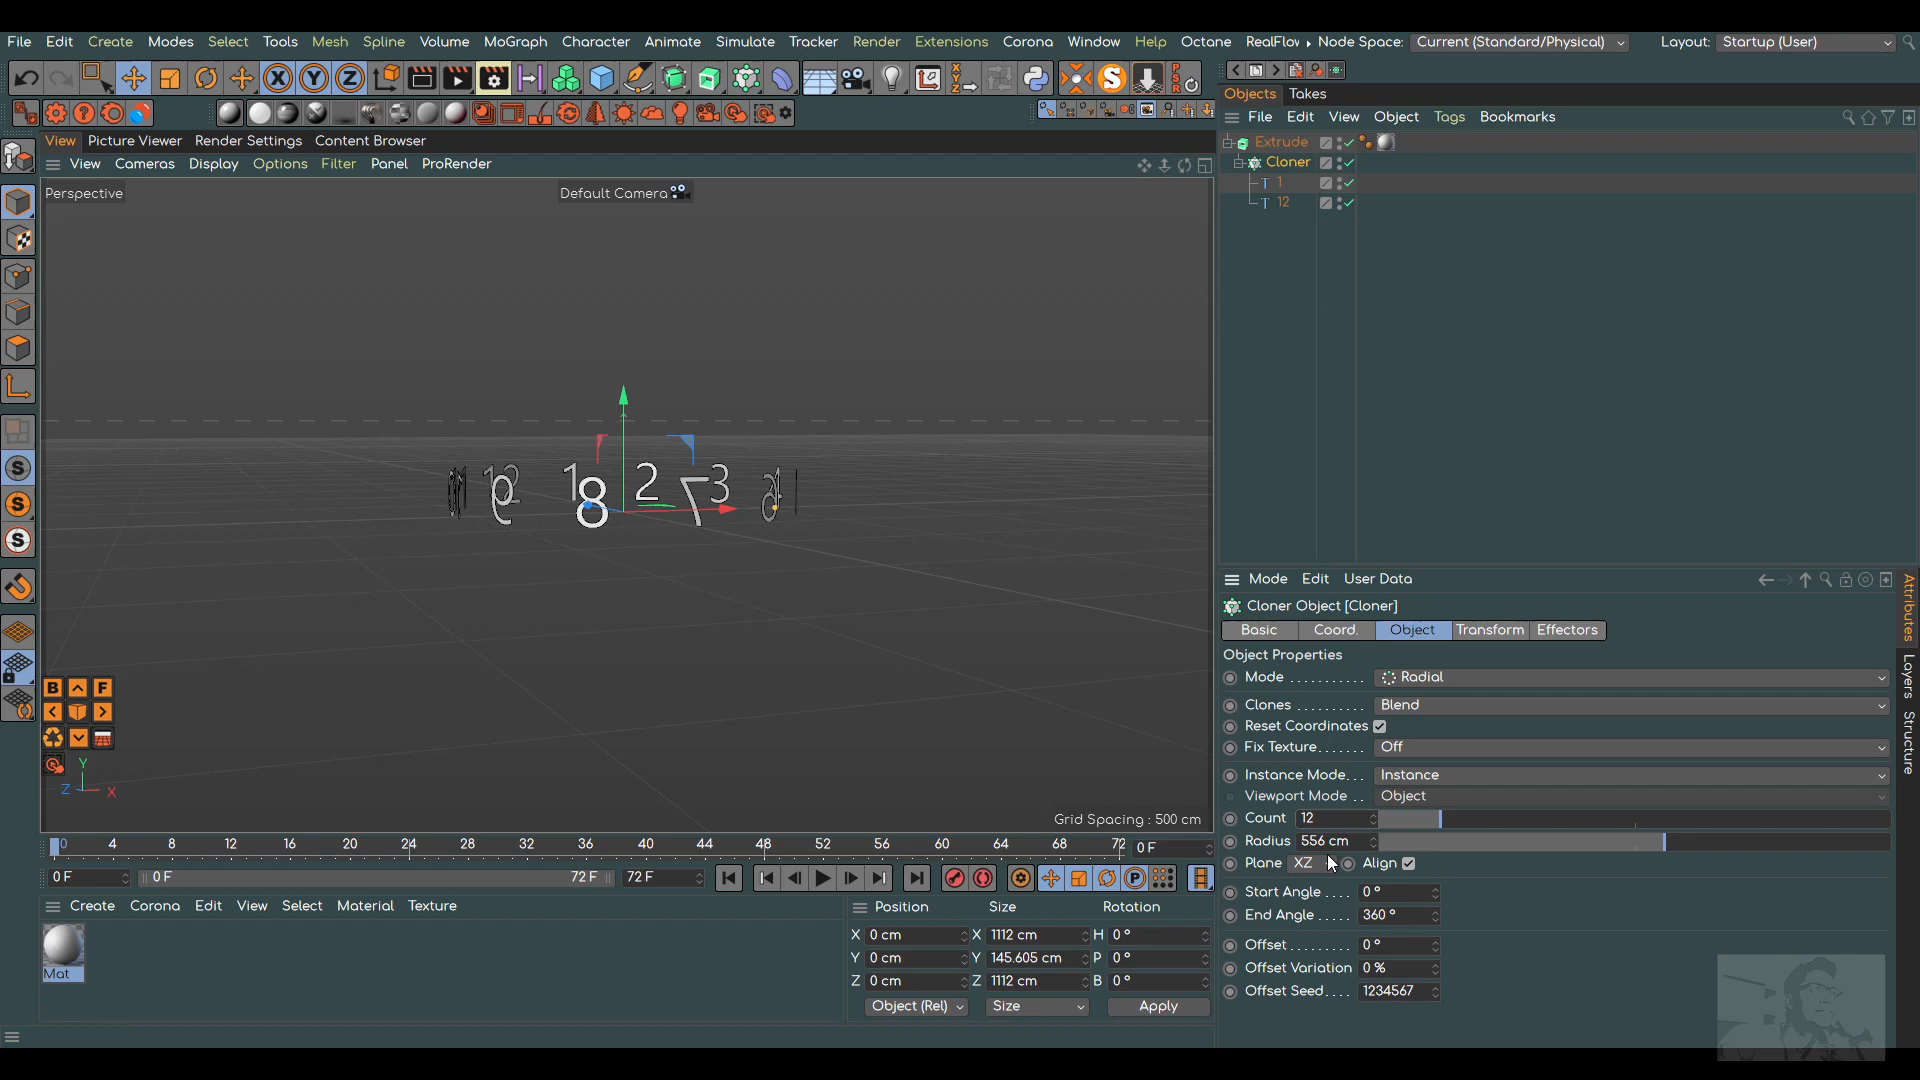 File Edit Create Modes Select Tools Mesh Spline Volume MoGraph Character Animate Simulate Tracker Render Extensions Corona Window Help Octane RealFlow Node Space: Current (Standard/Physical) Layout: Startup (User)
X Y Z
Objects Takes
File Edit View Object Tags Bookmarks
View Picture Viewer Render Settings Content Browser
View Cameras Display Options Filter Panel ProRender
Extrude
Cloner
1
12
Perspective
Default Camera
12 1 2 3
9 8 7 6
B F
Y
Z X
Grid Spacing : 500 cm
0 4 8 12 16 20 24 28 32 36 40 44 48 52 56 60 64 68 72 0 F
0 F 0 F 72 F 72 F
Create Corona Edit View Select Material Texture
Mat
Position Size Rotation
X 0 cm X 1112 cm H 0 °
Y 0 cm Y 145.605 cm P 0 °
Z 0 cm Z 1112 cm B 0 °
Object (Rel) Size Apply
Mode Edit User Data
Cloner Object [Cloner]
Basic Coord. Object Transform Effectors
Object Properties
Mode . . . . . . . . . . . Radial
Clones . . . . . . . . . . Blend
Reset Coordinates
Fix Texture. . . . . . . Off
Instance Mode. . . Instance
Viewport Mode . . Object
Count 12
Radius 556 cm
Plane XZ Align
Start Angle . . . . 0 °
End Angle . . . . . 360 °
Offset . . . . . . . . . 0 °
Offset Variation 0 %
Offset Seed. . . . 1234567
Attributes
Layers
Structure